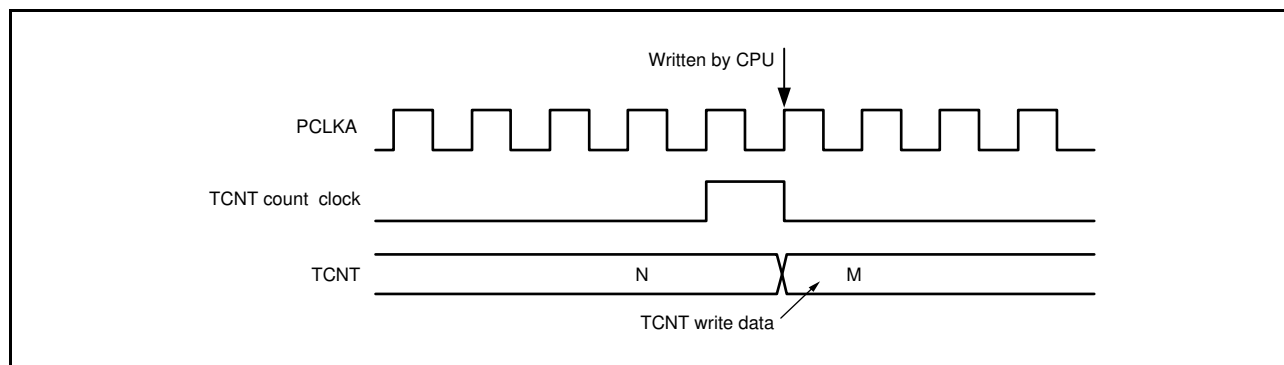 Written by CPU
PCLKA
TCNT count clock
TCNT
N
M
TCNT write data